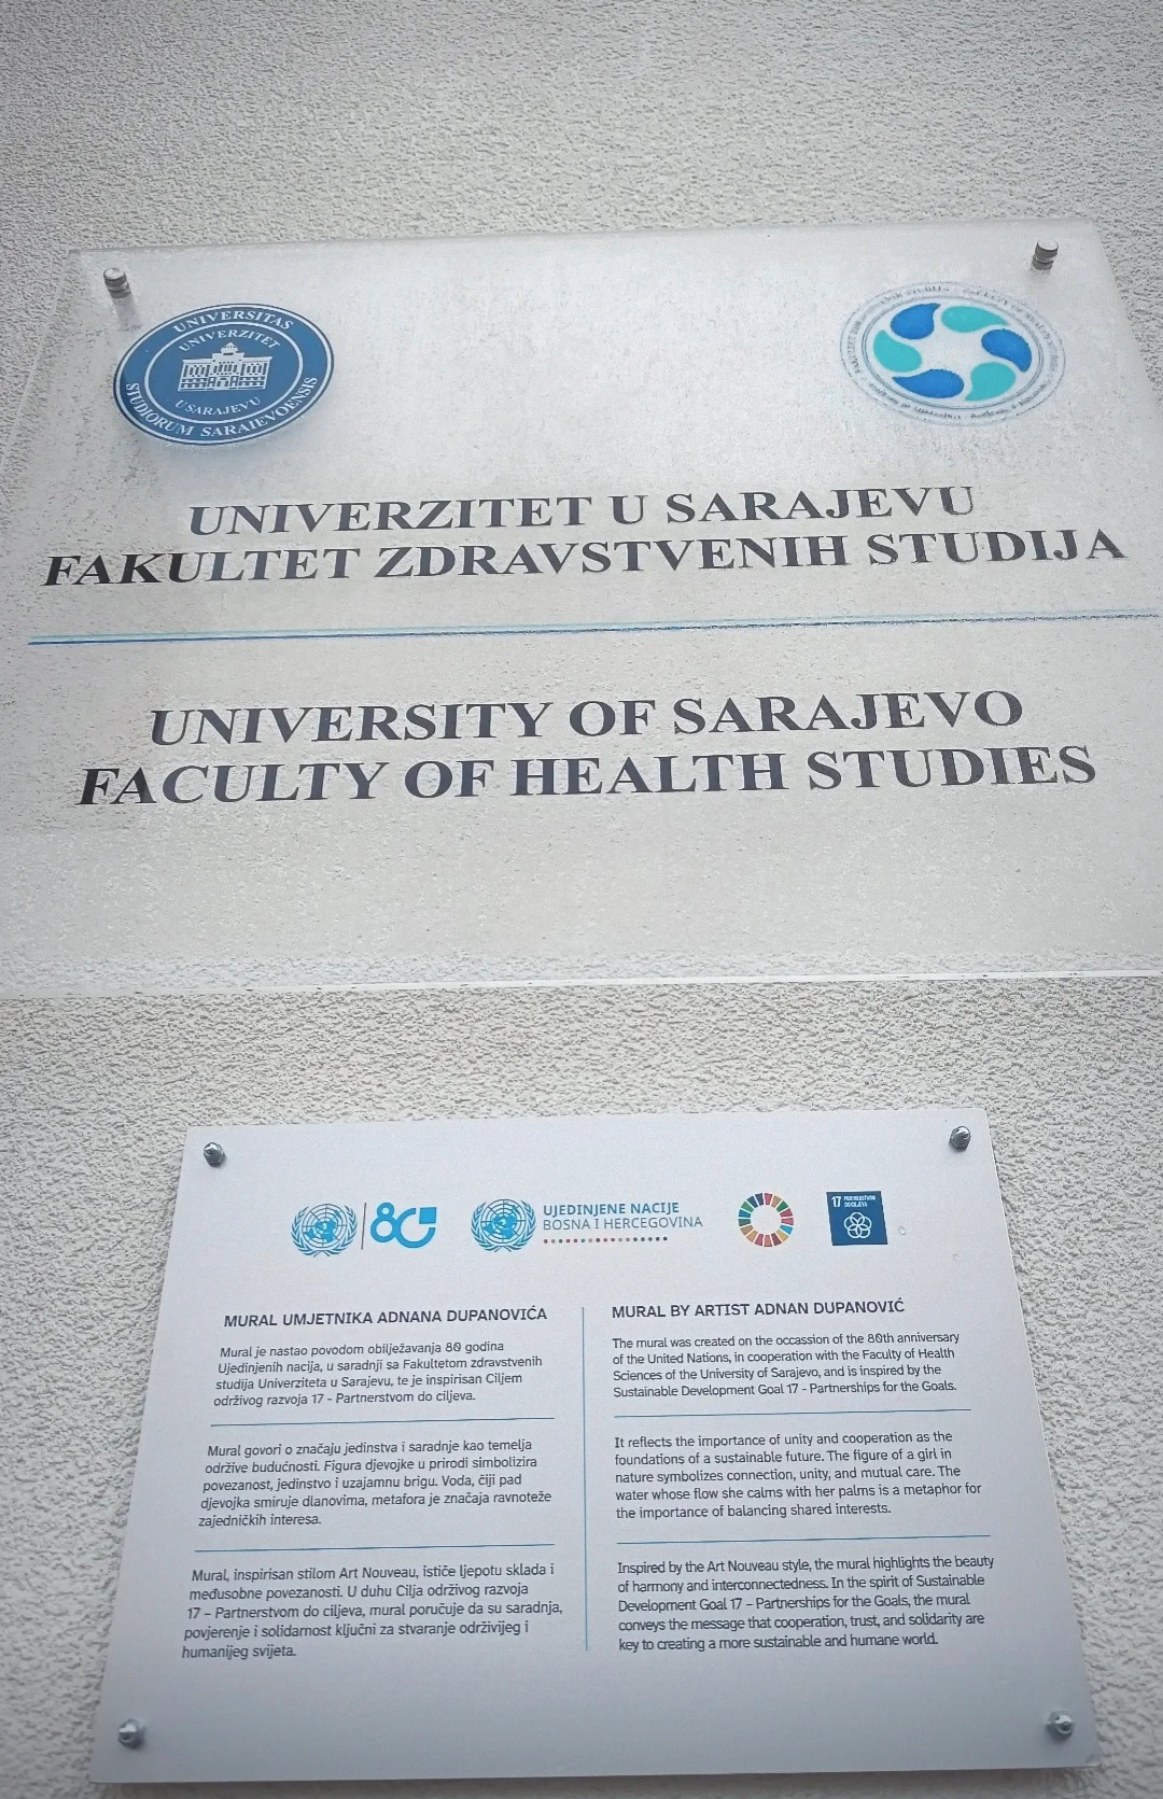 UNIVERSITAS
STUDIORUM SARAIEVOENSIS
UNIVERZITET
U SARAJEVU
UNIVERZITET U SARAJEVU
FAKULTET ZDRAVSTVENIH STUDIJA
UNIVERSITY OF SARAJEVO
FACULTY OF HEALTH STUDIES
80
UJEDINJENE NACIJE
BOSNA I HERCEGOVINA
17
MURAL UMJETNIKA ADNANA DUPANOVIĆA
Mural je nastao povodom obilježavanja 80 godina
Ujedinjenih nacija, u saradnji sa Fakultetom zdravstvenih
studija Univerziteta u Sarajevu, te je inspirisan Ciljem
održivog razvoja 17 - Partnerstvom do ciljeva.
Mural govori o značaju jedinstva i saradnje kao temelja
održive budućnosti. Figura djevojke u prirodi simbolizira
povezanost, jedinstvo i uzajamnu brigu. Voda, čiji pad
djevojka smiruje dlanovima, metafora je značaja ravnoteže
zajedničkih interesa.
Mural, inspirisan stilom Art Nouveau, ističe ljepotu sklada i
međusobne povezanosti. U duhu Cilja održivog razvoja
17 – Partnerstvom do ciljeva, mural poručuje da su saradnja,
povjerenje i solidarnost ključni za stvaranje održivijeg i
humanijeg svijeta.
MURAL BY ARTIST ADNAN DUPANOVIĆ
The mural was created on the occassion of the 80th anniversary
of the United Nations, in cooperation with the Faculty of Health
Sciences of the University of Sarajevo, and is inspired by the
Sustainable Development Goal 17 - Partnerships for the Goals.
It reflects the importance of unity and cooperation as the
foundations of a sustainable future. The figure of a girl in
nature symbolizes connection, unity, and mutual care. The
water whose flow she calms with her palms is a metaphor for
the importance of balancing shared interests.
Inspired by the Art Nouveau style, the mural highlights the beauty
of harmony and interconnectedness. In the spirit of Sustainable
Development Goal 17 – Partnerships for the Goals, the mural
conveys the message that cooperation, trust, and solidarity are
key to creating a more sustainable and humane world.